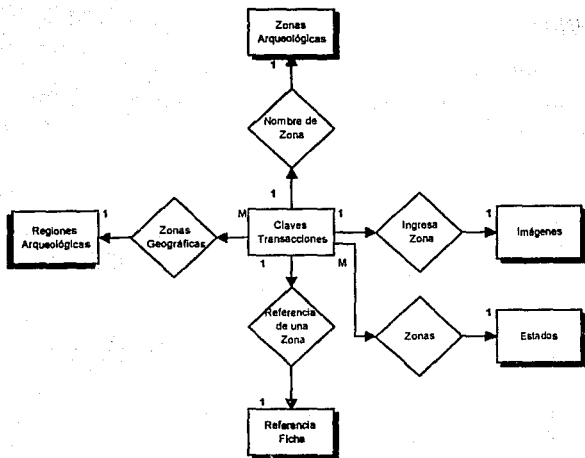 Zonas
Arqueológicas
1
Nombre de
Zona
1
M
Claves
Transacciones
1
1
M
1
Zonas
Geográficas
1
Regiones
Arqueológicas
Ingresa
Zona
1
Imágenes
Referencia
de una
Zona
Zonas
1
Estados
1
Referencia
Ficha